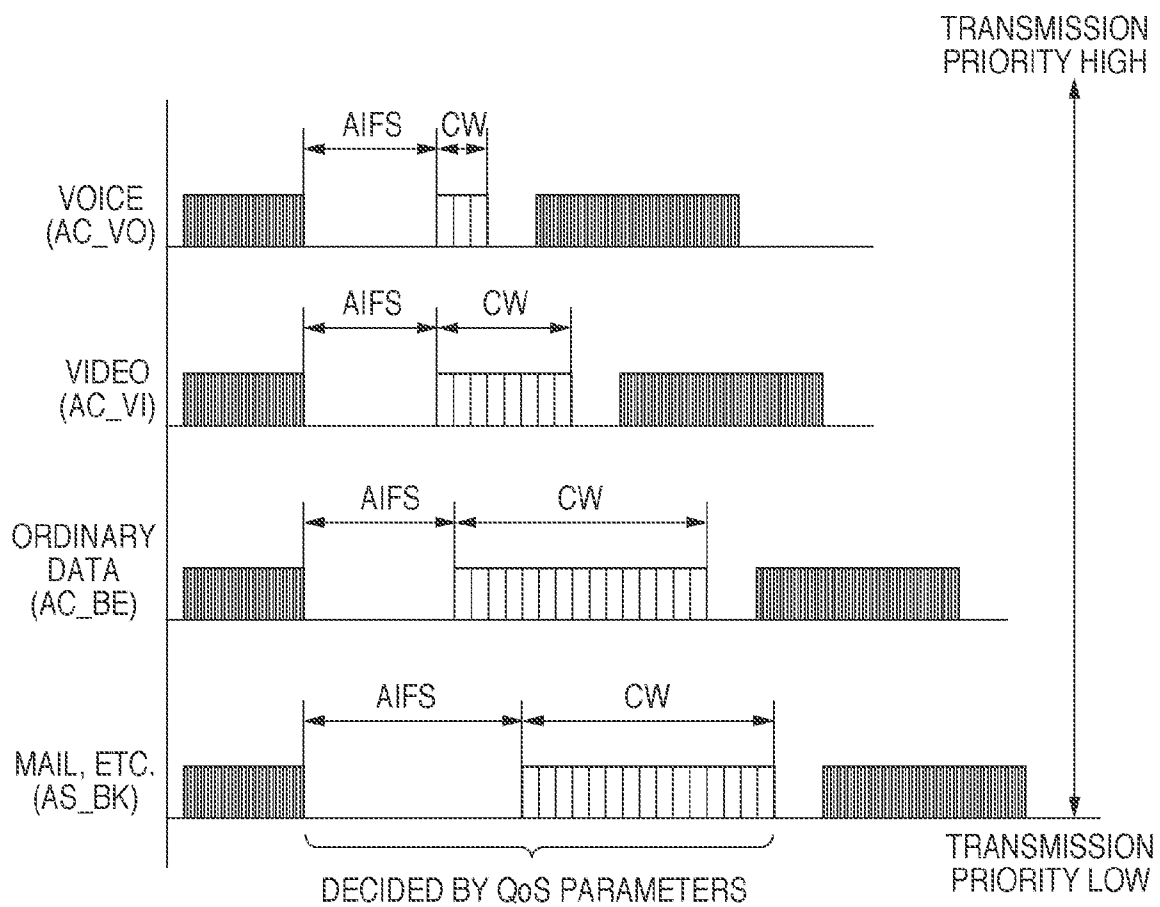 TRANSMISSION
PRIORITY HIGH
AIFS
CW
VOICE
(AC_VO)
AIFS
CW
VIDEO
(AC_VI)
AIFS
CW
ORDINARY
DATA
(AC_BE)
AIFS
CW
MAIL, ETC.
(AS_BK)
TRANSMISSION
PRIORITY LOW
DECIDED BY QoS PARAMETERS